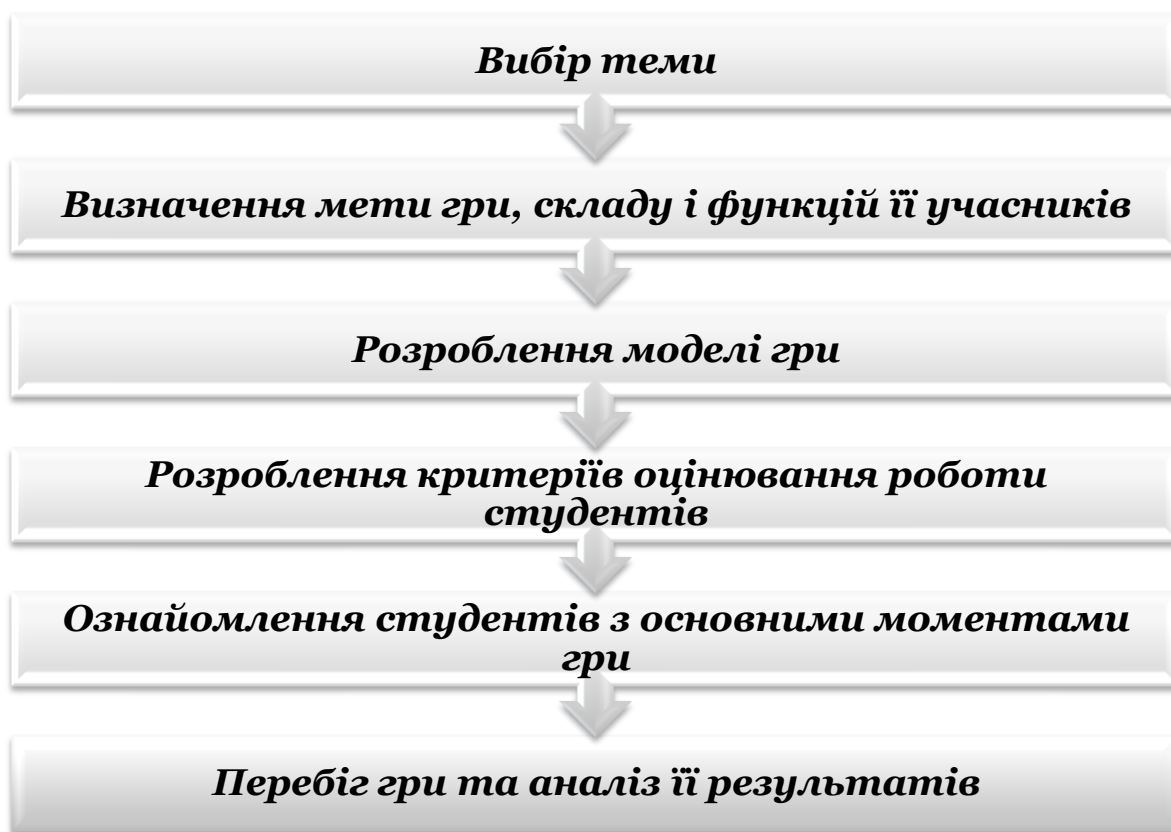 Вибір теми
Визначення мети гри, складу і функцій її учасників
Розроблення моделі гри
Розроблення критеріїв оцінювання роботи
студентів
Ознайомлення студентів з основними моментами
гри
Перебіг гри та аналіз її результатів